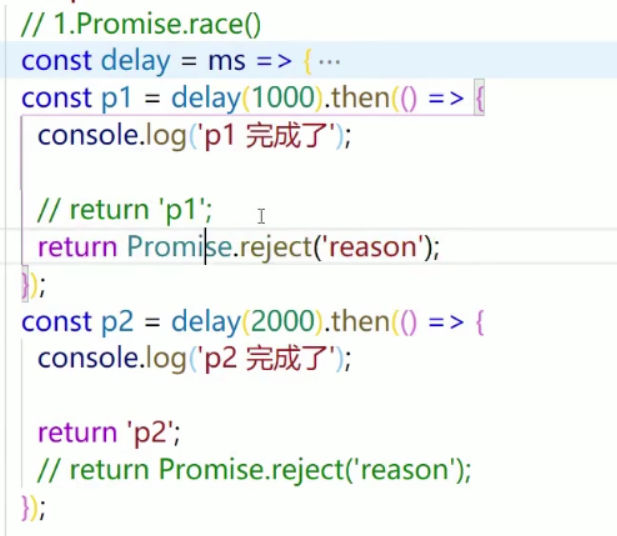 // 1.Promise.race()
const delay = ms => { ···
const p1 = delay(1000).then(() => {
console.log('p1 完成了');
// return 'p1';
return Promise.reject('reason');
});
const p2 = delay(2000).then(() => {
console.log('p2 完成了');
return 'p2';
// return Promise.reject('reason');
});